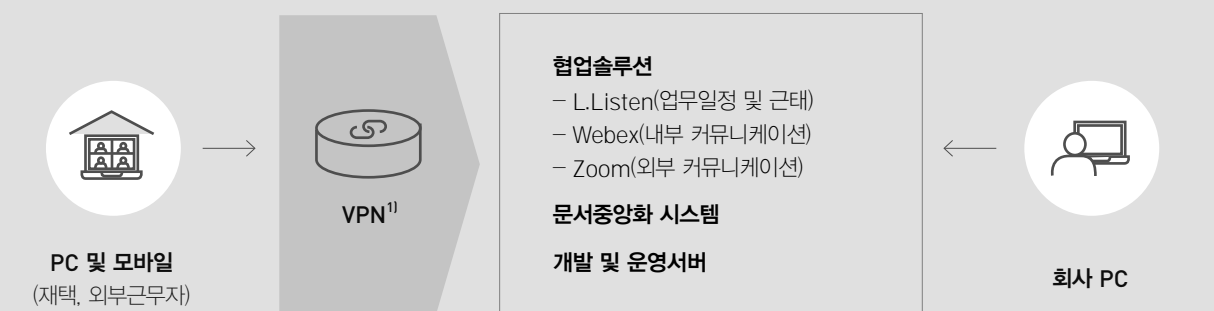 PC 및 모바일
(재택, 외부근무자)
VPN1)
협업솔루션
– L.Listen(업무일정 및 근태)
– Webex(내부 커뮤니케이션)
– Zoom(외부 커뮤니케이션)
문서중앙화 시스템
개발 및 운영서버
회사 PC